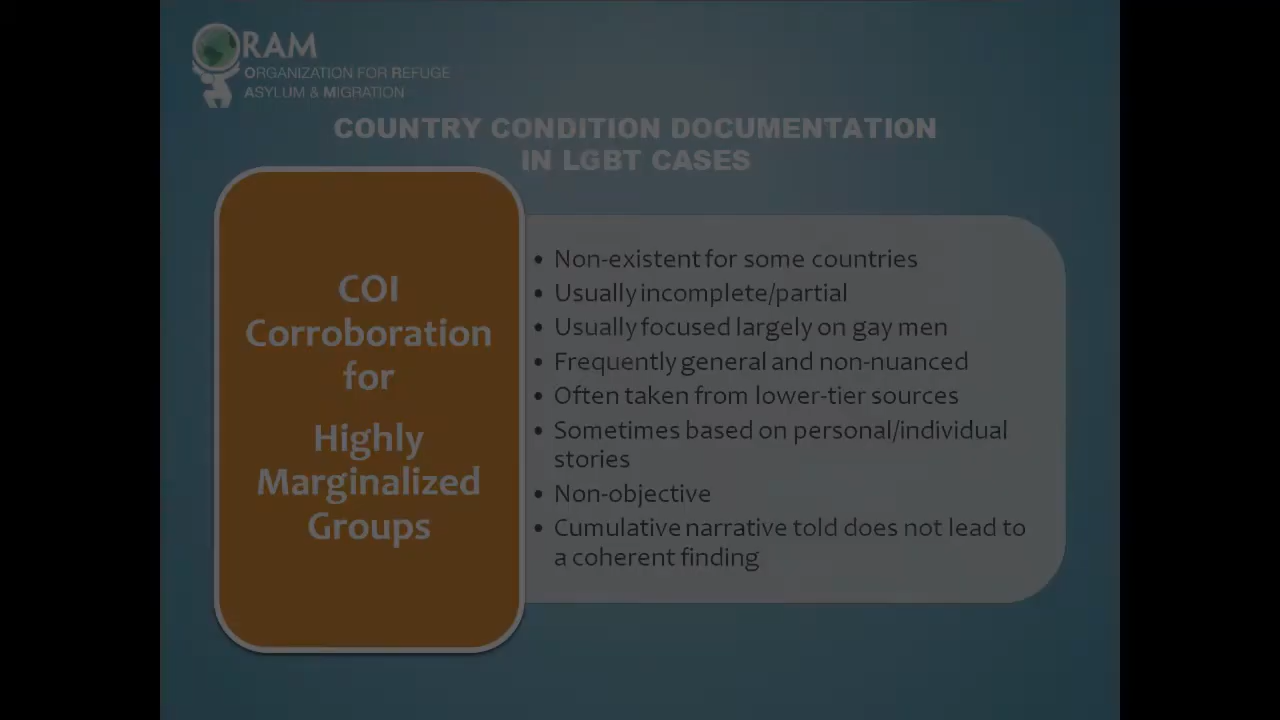 ORAM
ORGANIZATION FOR REFUGE
ASYLUM & MIGRATION
COUNTRY CONDITION DOCUMENTATION
IN LGBT CASES
COI
Corroboration
for
Highly
Marginalized
Groups
• Non-existent for some countries
• Usually incomplete/partial
• Usually focused largely on gay men
• Frequently general and non-nuanced
• Often taken from lower-tier sources
• Sometimes based on personal/individual
stories
• Non-objective
• Cumulative narrative told does not lead to
a coherent finding